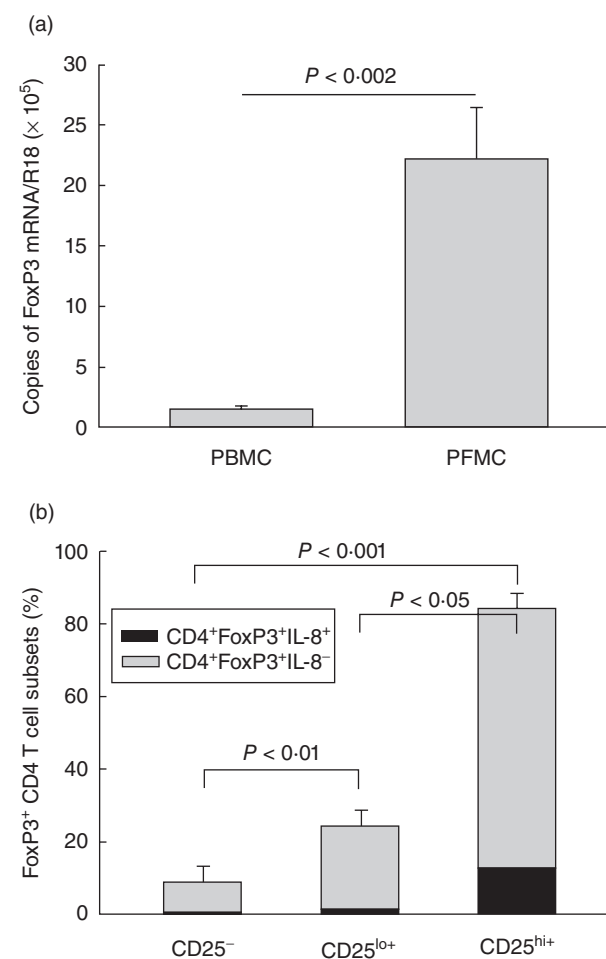 (a)
Copies of FoxP3 mRNA/R18 (× 10⁵)
30
25
20
15
10
5
0
P < 0·002
PBMC
PFMC
(b)
FoxP3⁺ CD4 T cell subsets (%)
100
80
60
40
20
0
P < 0·001
P < 0·05
CD4⁺FoxP3⁺IL-8⁺
CD4⁺FoxP3⁺IL-8⁻
P < 0·01
CD25⁻
CD25ˡᵒ⁺
CD25ʰⁱ⁺